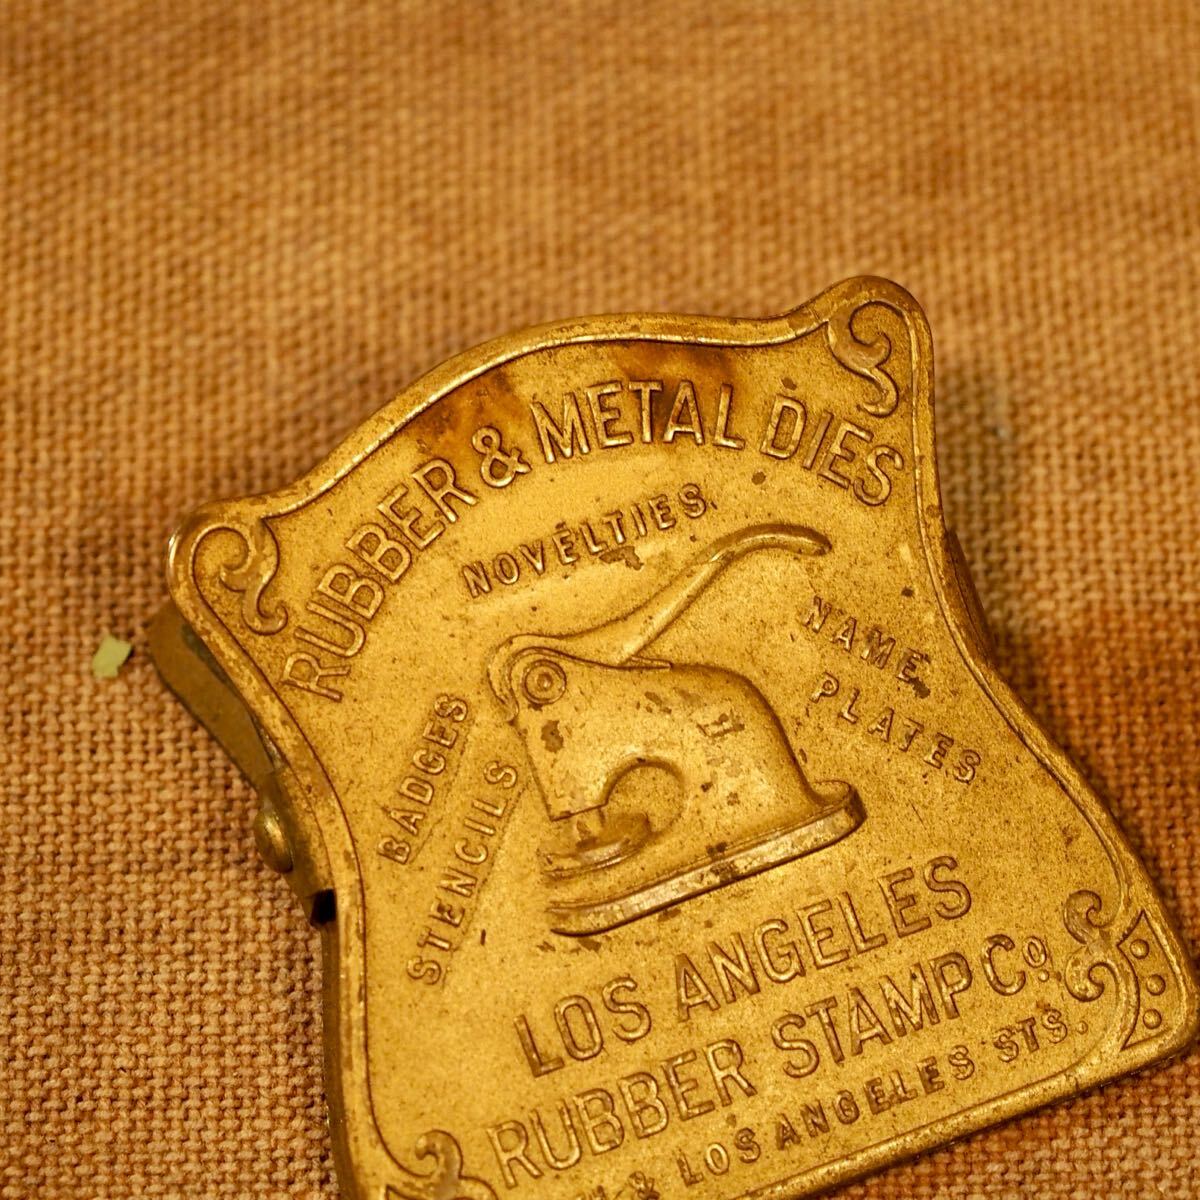 RUBBER & METAL DIES
NOVELTIES
NAME
PLATES
BADGES
STENCILS
LOS ANGELES
RUBBER STAMP Co.
& LOS ANGELES STS.